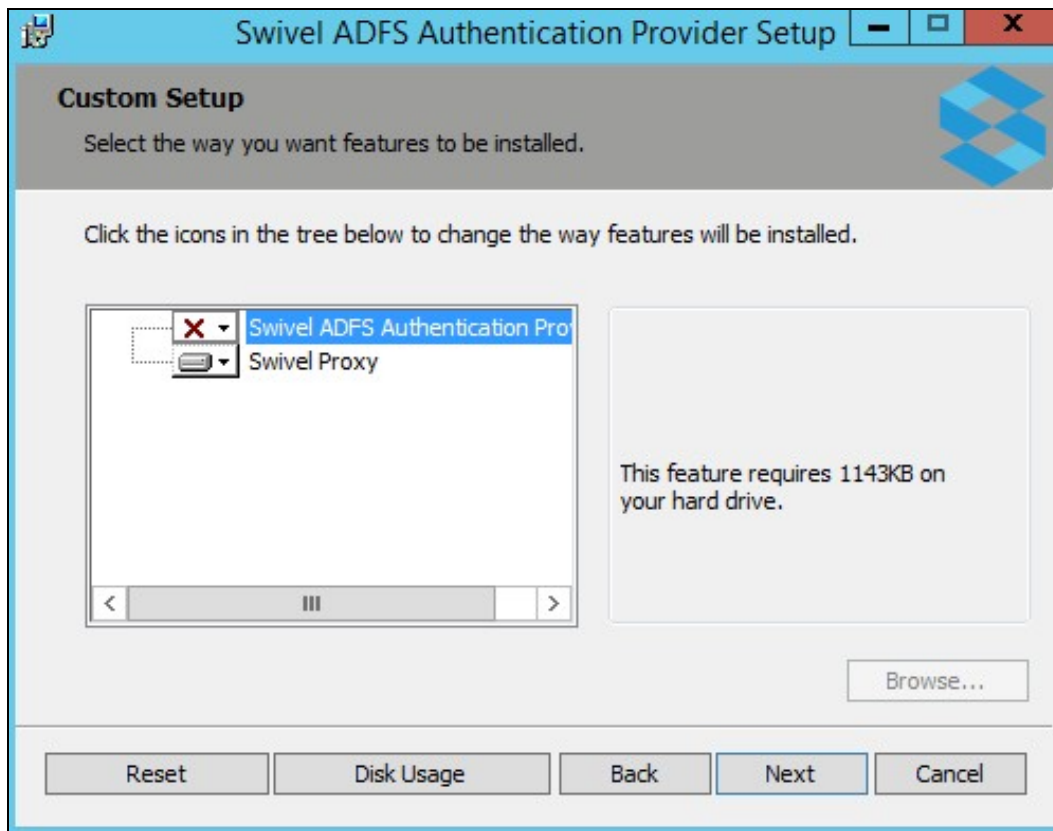 Swivel ADFS Authentication Provider Setup
Custom Setup
Select the way you want features to be installed.
Click the icons in the tree below to change the way features will be installed.
Swivel ADFS Authentication Pro
Swivel Proxy
This feature requires 1143KB on
your hard drive.
Browse...
Reset Disk Usage Back Next Cancel